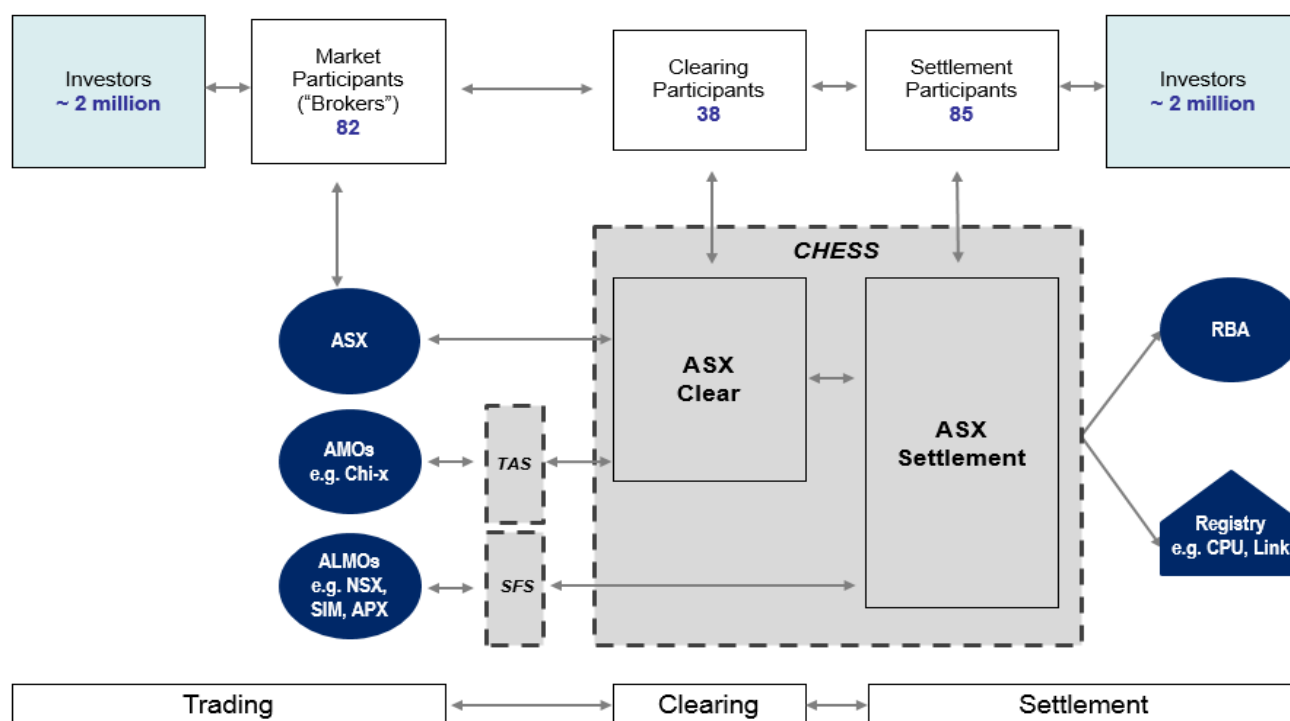 Investors
~ 2 million
Market
Participants
(“Brokers”)
82
Clearing
Participants
38
Settlement
Participants
85
Investors
~ 2 million
CHESS
ASX
ASX
Clear
ASX
Settlement
RBA
AMOs
e.g. Chi-x
TAS
ALMOs
e.g. NSX,
SIM, APX
SFS
Registry
e.g. CPU, Link
Trading
Clearing
Settlement